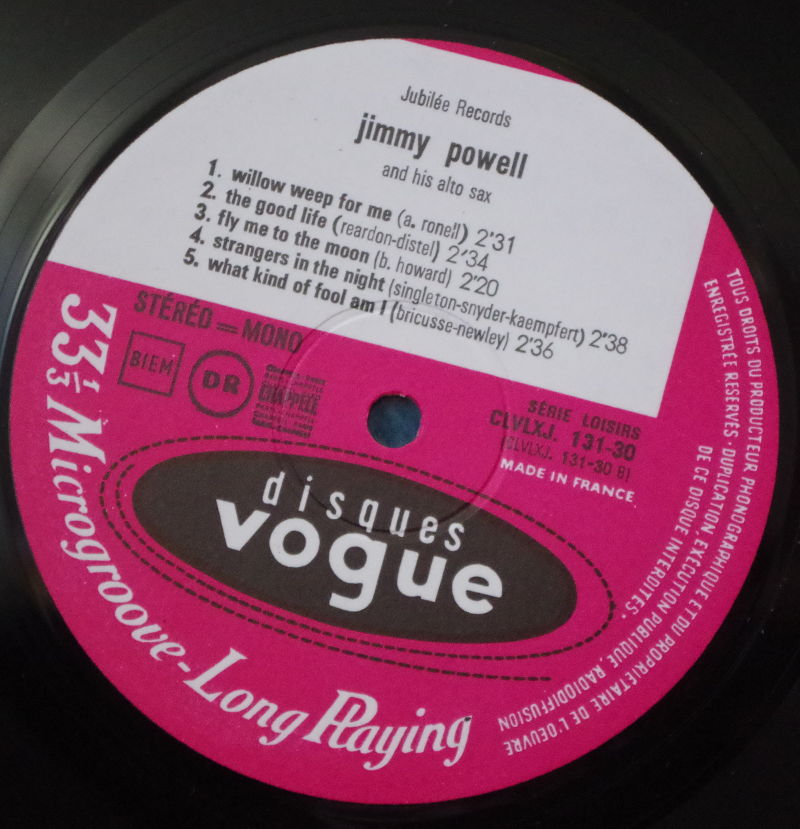 Jubilée Records
jimmy powell
and his alto sax
1. willow weep for me (a. ronell) 2'31
2. the good life (reardon-distel) 2'34
3. fly me to the moon (b. howard) 2'20
4. strangers in the night (singleton-snyder-kaempfert) 2'38
5. what kind of fool am I (bricusse-newley) 2'36
STÉRÉO = MONO
BIEM
DR
CHAPPELL
SÉRIE LOISIRS
CLVLXJ. 131-30
(CLVLXJ. 131-30 B)
MADE IN FRANCE
disques
vogue
33 1/3 Microgroove-Long Playing
TOUS DROITS DU PRODUCTEUR PHONOGRAPHIQUE ET DU PROPRIÉTAIRE DE L'OEUVRE
ENREGISTRÉE RÉSERVÉS · DUPLICATION, EXÉCUTION PUBLIQUE RADIODIFFUSION
DE CE DISQUE INTERDITES ·